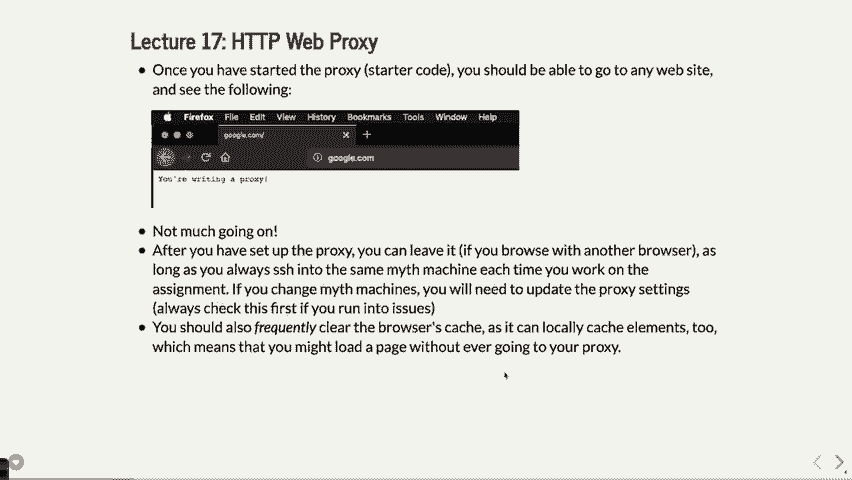 Lecture 17: HTTP Web Proxy
• Once you have started the proxy (starter code), you should be able to go to any web site,
and see the following:
Firefox File Edit View History Bookmarks Tools Window Help
google.com/
google.com
You're writing a proxy!
• Not much going on!
• After you have set up the proxy, you can leave it (if you browse with another browser), as
long as you always ssh into the same myth machine each time you work on the
assignment. If you change myth machines, you will need to update the proxy settings
(always check this first if you run into issues)
• You should also frequently clear the browser's cache, as it can locally cache elements, too,
which means that you might load a page without ever going to your proxy.